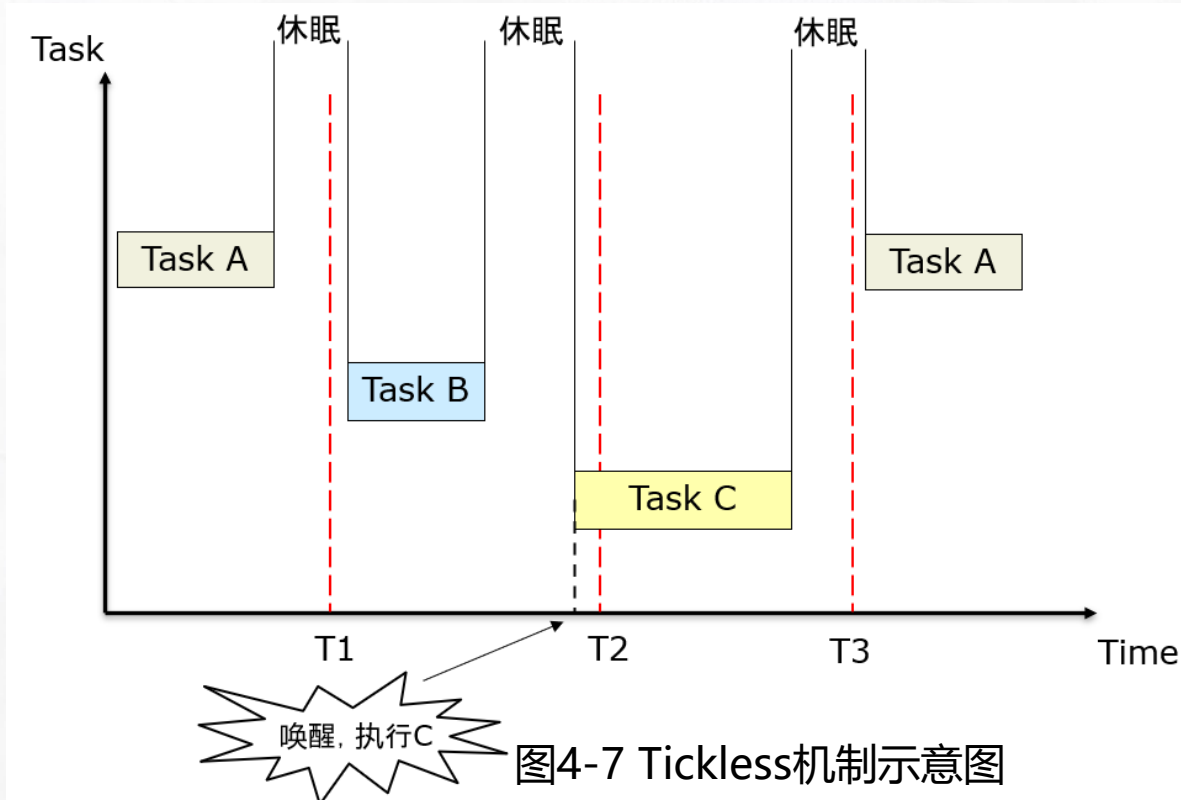 休眠
休眠
休眠
Task
Task A
Task A
Task B
Task C
T1
T2
T3
Time
唤醒, 执行C
图4-7 Tickless机制示意图